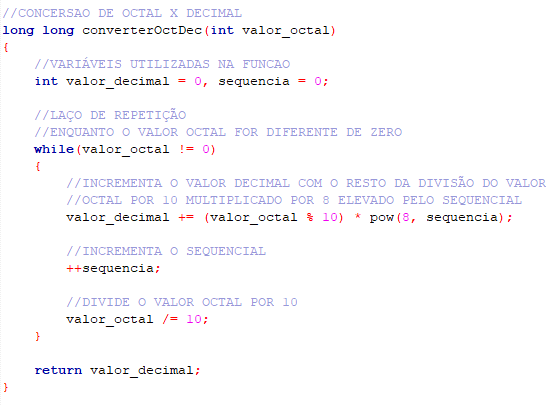 //CONCERSAO DE OCTAL X DECIMAL
long long converterOctDec(int valor_octal)
{
//VARIÁVEIS UTILIZADAS NA FUNCAO
int valor_decimal = 0, sequencia = 0;
//LAÇO DE REPETIÇÃO
//ENQUANTO O VALOR OCTAL FOR DIFERENTE DE ZERO
while(valor_octal != 0)
{
//INCREMENTA O VALOR DECIMAL COM O RESTO DA DIVISÃO DO VALOR
//OCTAL POR 10 MULTIPLICADO POR 8 ELEVADO PELO SEQUENCIAL
valor_decimal += (valor_octal % 10) * pow(8, sequencia);
//INCREMENTA O SEQUENCIAL
++sequencia;
//DIVIDE O VALOR OCTAL POR 10
valor_octal /= 10;
}
return valor_decimal;
}